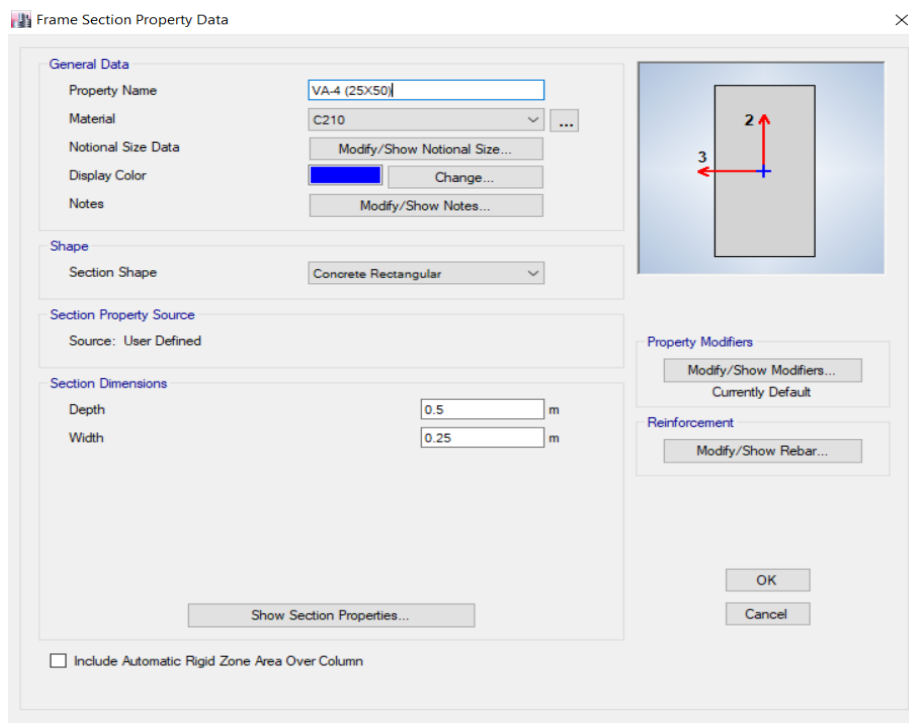 Frame Section Property Data
General Data
Property Name VA-4 (25X50)
Material C210 ...
Notional Size Data Modify/Show Notional Size...
Display Color Change...
Notes Modify/Show Notes...
2
3
Shape
Section Shape Concrete Rectangular
Section Property Source
Source: User Defined
Property Modifiers
Modify/Show Modifiers...
Currently Default
Section Dimensions
Depth 0.5 m
Width 0.25 m
Reinforcement
Modify/Show Rebar...
OK
Show Section Properties...
Cancel
Include Automatic Rigid Zone Area Over Column